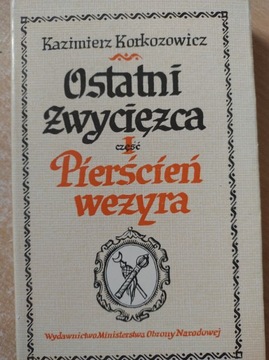 Kazimierz Korkozowicz
Ostatni
zwycięzca
część
I
Pierścień
wezyra
Wydawnictwo Ministerstwa Obrony Narodowej